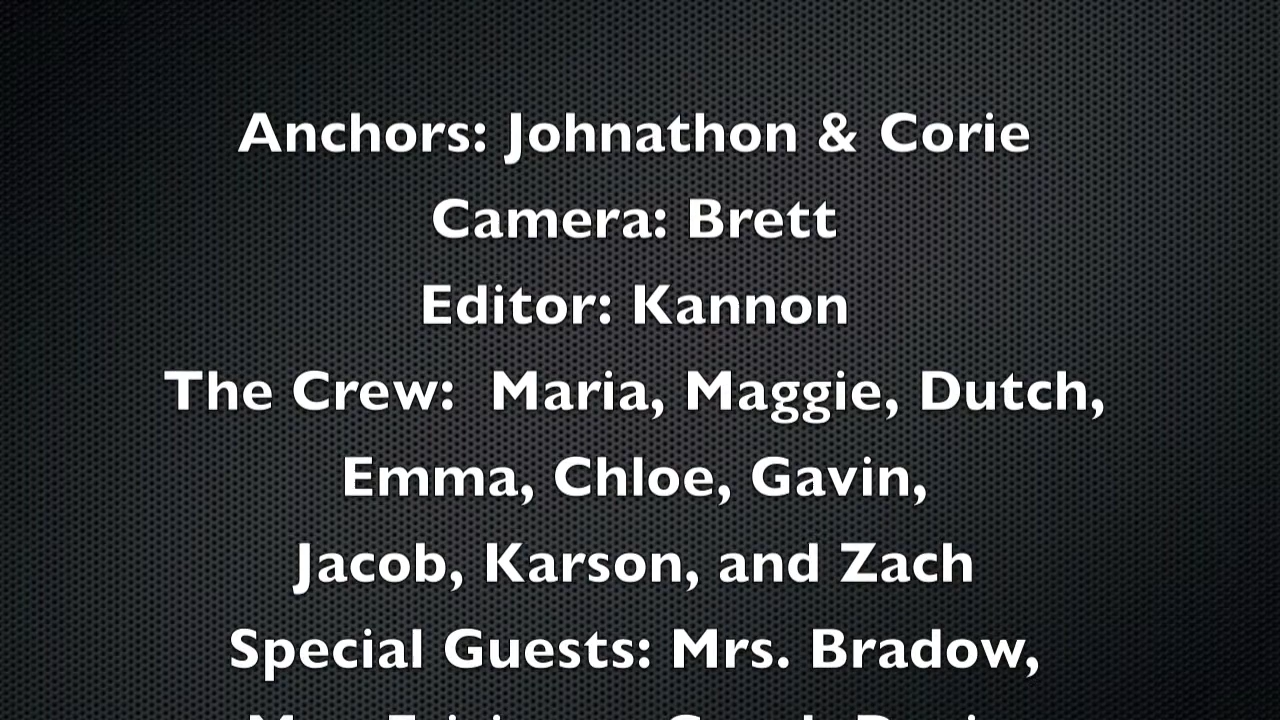 Anchors: Johnathon & Corie
Camera: Brett
Editor: Kannon
The Crew:  Maria, Maggie, Dutch,
Emma, Chloe, Gavin,
Jacob, Karson, and Zach
Special Guests: Mrs. Bradow,